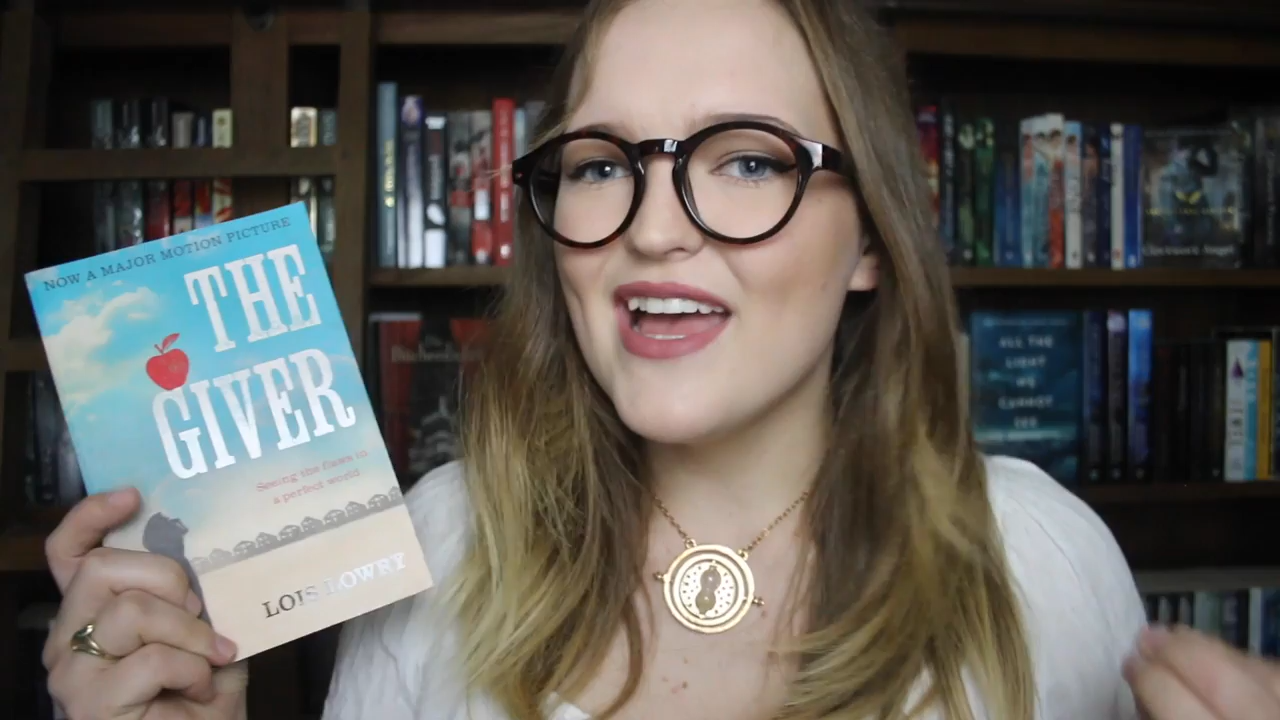 NOW A MAJOR MOTION PICTURE
THE
GIVER
Seeing the flaws in
a perfect world
LOIS LOWRY
ALL THE
LIGHT
WE
CANNOT
SEE